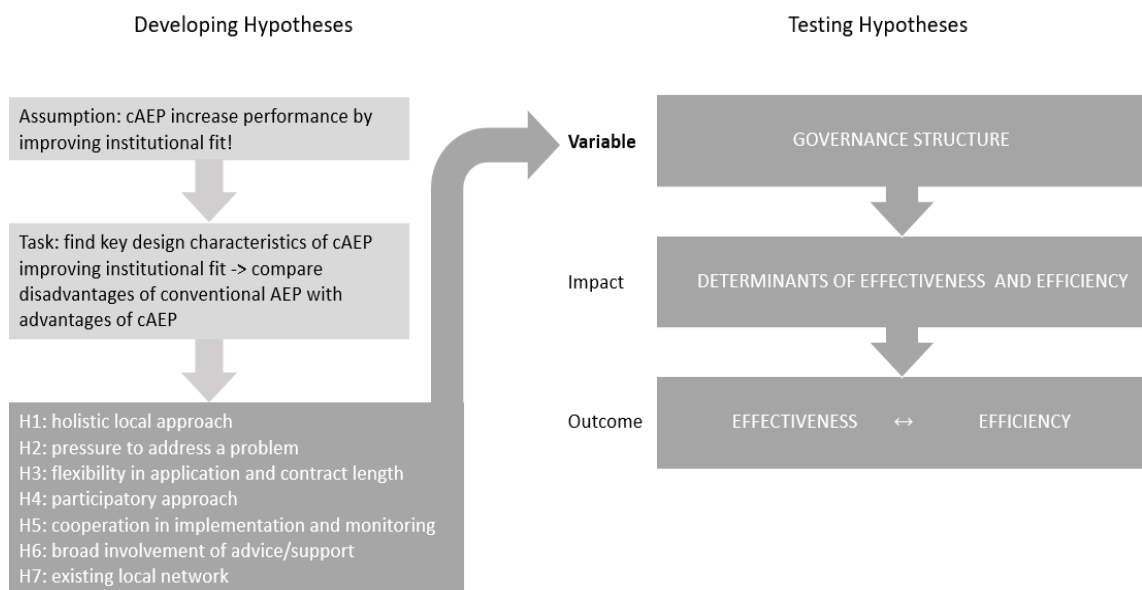 Developing Hypotheses
Assumption: cAEP increase performance by
improving institutional fit!
Task: find key design characteristics of cAEP
improving institutional fit -> compare
disadvantages of conventional AEP with
advantages of cAEP
H1: holistic local approach
H2: pressure to address a problem
H3: flexibility in application and contract length
H4: participatory approach
H5: cooperation in implementation and monitoring
H6: broad involvement of advice/support
H7: existing local network
Testing Hypotheses
Variable
GOVERNANCE STRUCTURE
Impact
DETERMINANTS OF EFFECTIVENESS AND EFFICIENCY
Outcome
EFFECTIVENESS ↔ EFFICIENCY